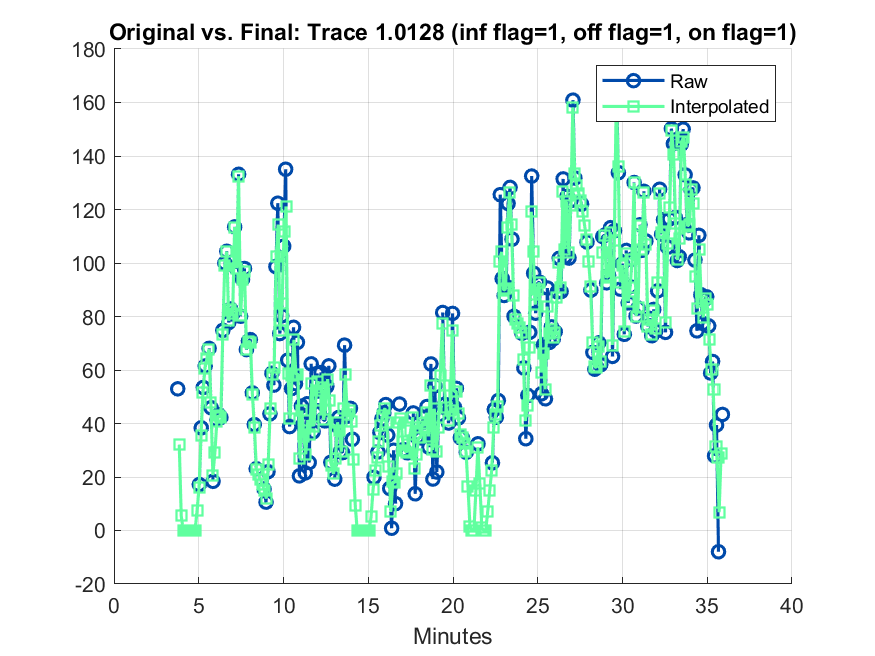 Original vs. Final: Trace 1.0128 (inf flag=1, off flag=1, on flag=1)
180
160
140
120
100
80
60
40
20
0
-20
Raw
Interpolated
0 5 10 15 20 25 30 35 40
Minutes